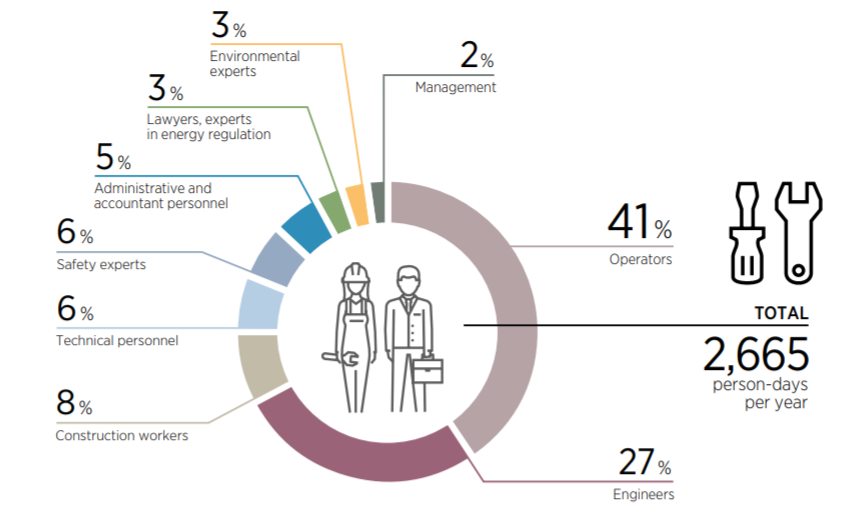 3 %
Environmental
experts
2 %
Management
3 %
Lawyers, experts
in energy regulation
5 %
Administrative and
accountant personnel
6 %
Safety experts
6 %
Technical personnel
8 %
Construction workers
41 %
Operators
TOTAL
2,665
person-days
per year
27 %
Engineers